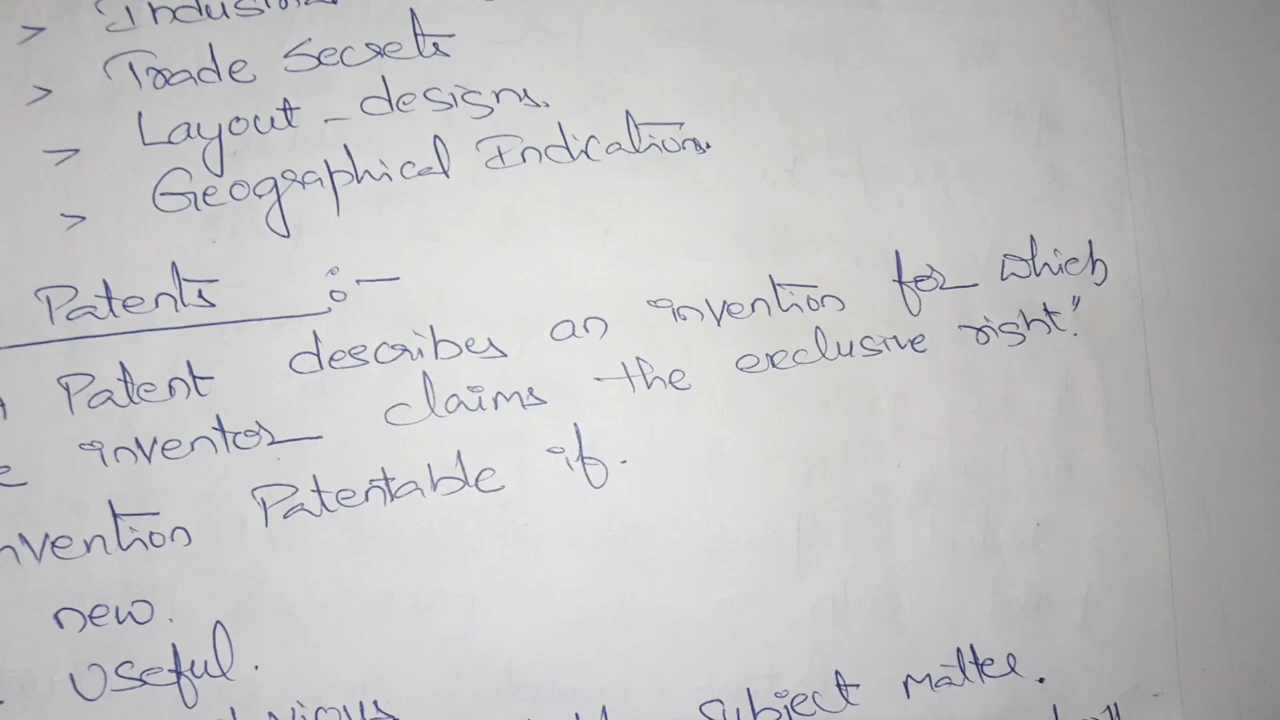 > Indus
> Trade Secrets
> Layout - designs.
> Geographical Indications.
Patents :-
Patent describes an invention for which
inventor claims the exclusive right."
nvention Patentable if.
new.
Useful.
subject matter.